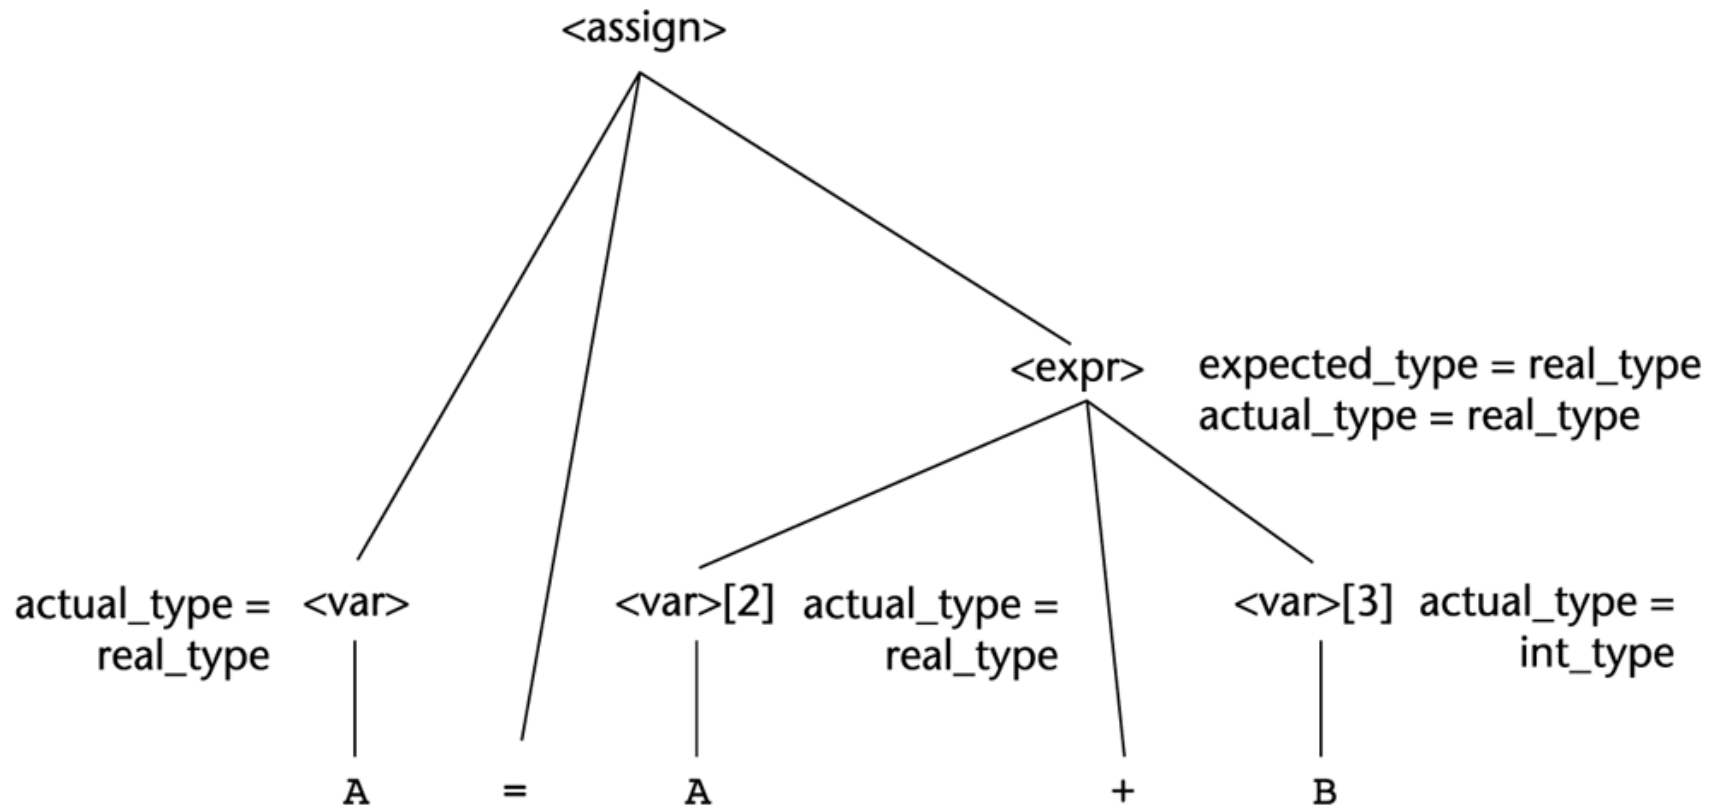 <assign>
<expr> expected_type = real_type
actual_type = real_type
actual_type = <var> <var>[2] actual_type = <var>[3] actual_type =
real_type real_type int_type
A = A + B